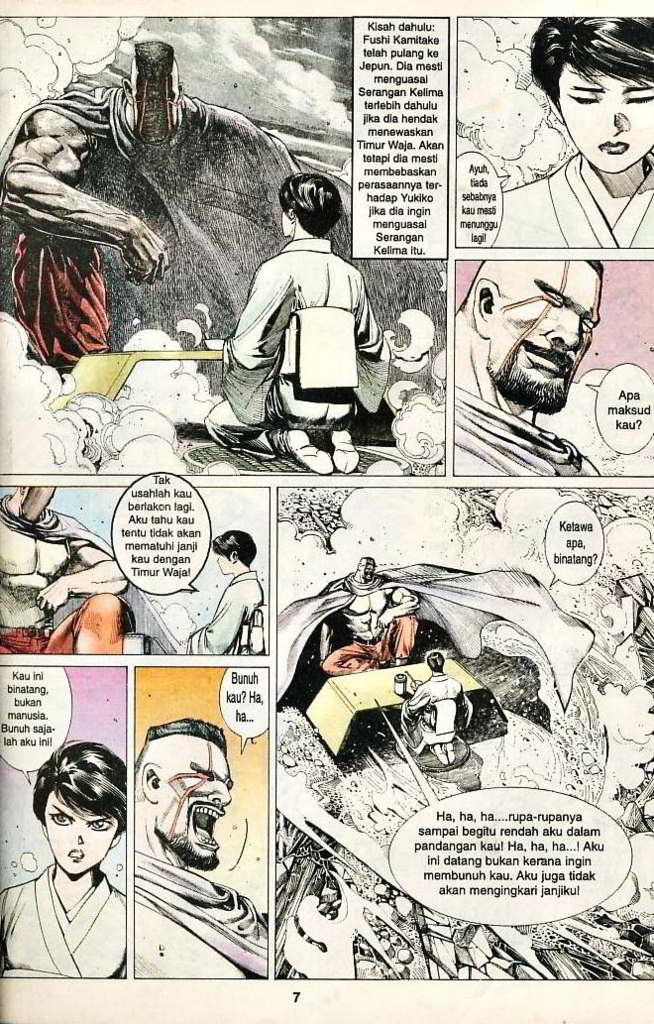 Kisah dahulu:
Fushi Kamitake
telah pulang ke
Jepun. Dia mesti
menguasai
Serangan Kelima
terlebih dahulu
jika dia hendak
menewaskan
Timur Waja. Akan
tetapi dia mesti
membebaskan
perasaannya ter-
hadap Yukiko
jika dia ingin
menguasai
Serangan
Kelima itu.
Ayuh,
tiada
sebabnya
kau mesti
menunggu
lagi!
Apa
maksud
kau?
Tak
usahlah kau
berlakon lagi.
Aku tahu kau
tentu tidak akan
mematuhi janji
kau dengan
Timur Waja!
Ketawa
apa,
binatang?
Kau ini
binatang,
bukan
manusia.
Bunuh saja-
lah aku ini!
Bunuh
kau? Ha,
ha...
Ha, ha, ha....rupa-rupanya
sampai begitu rendah aku dalam
pandangan kau! Ha, ha, ha...! Aku
ini datang bukan kerana ingin
membunuh kau. Aku juga tidak
akan mengingkari janjiku!
7